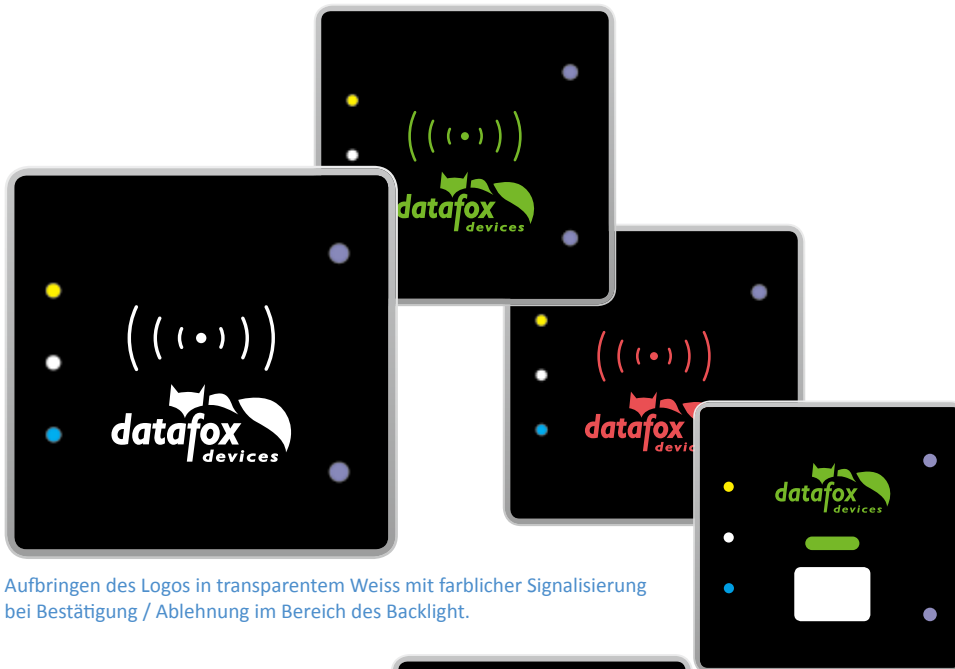 datafox
devices
datafox
devices
datafox
datafox
devices
Aufbringen des Logos in transparentem Weiss mit farblicher Signalisierung
bei Bestätigung / Ablehnung im Bereich des Backlight.